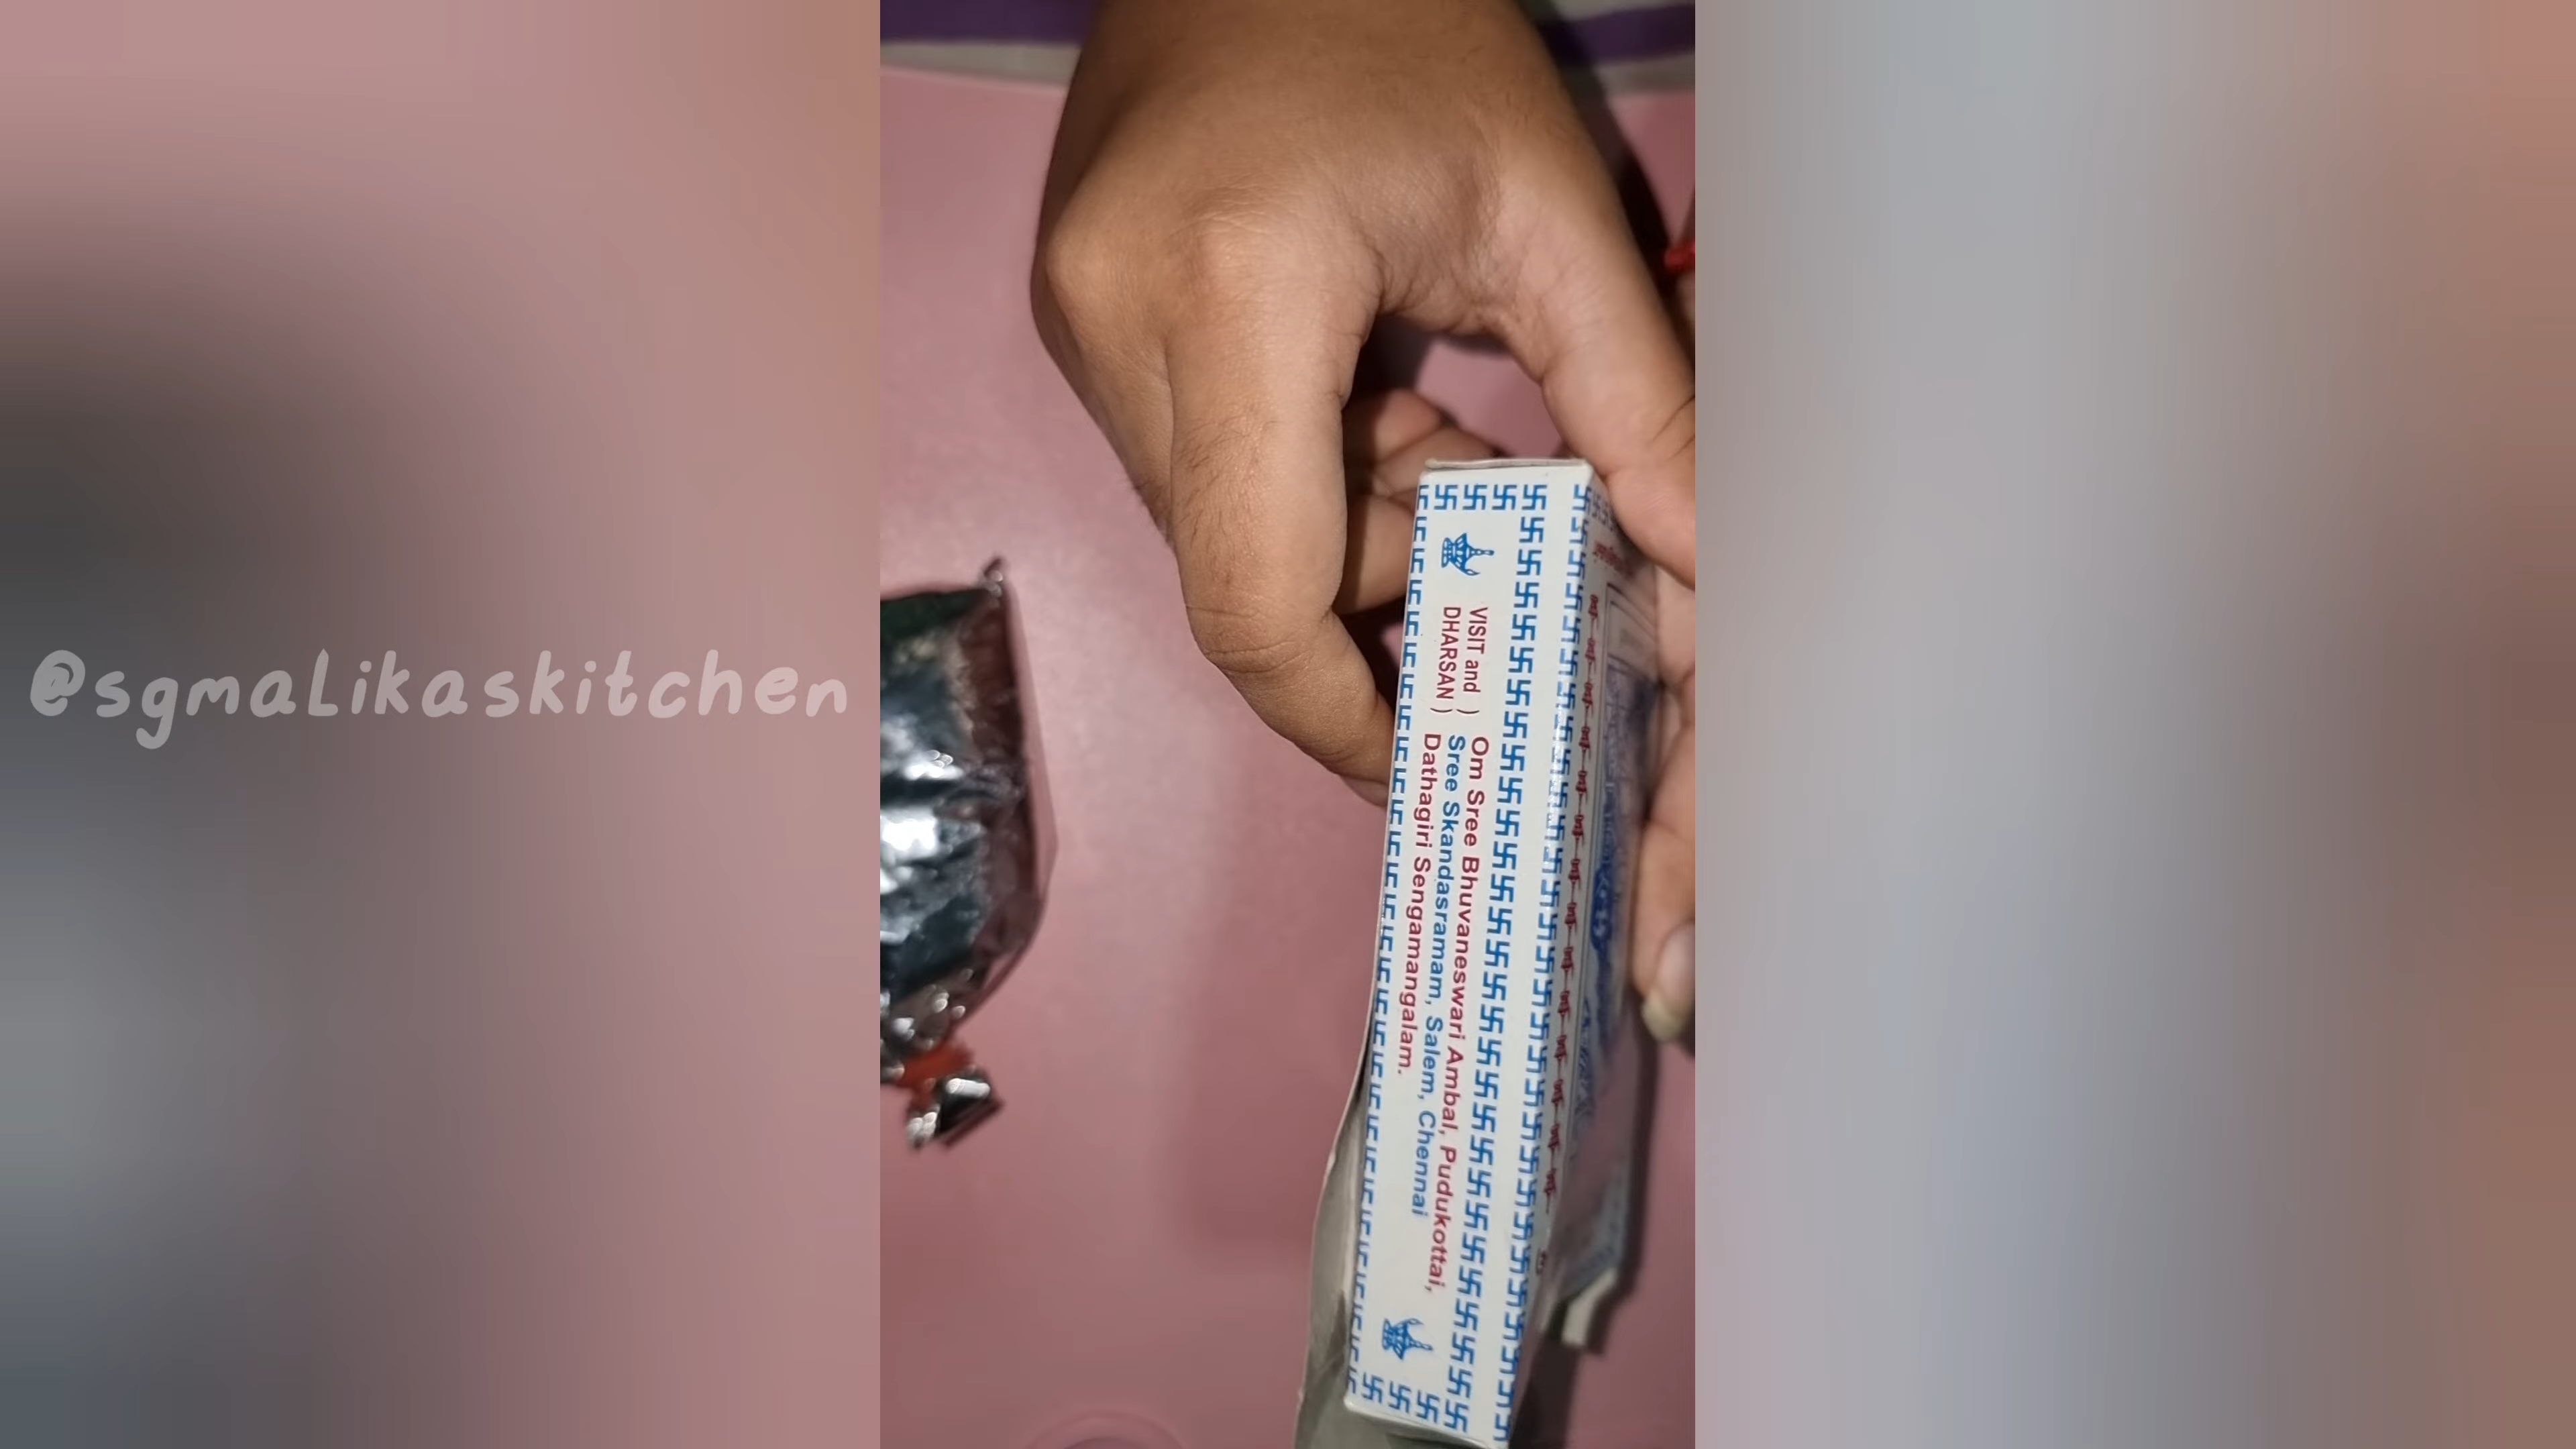 @sgmalikaskitchen
VISIT and ) Om Sree Bhuvaneswari Ambal, Pudukottai,
DHARSAN ) Sree Skandasramam, Salem, Chennai
Dathagiri Sengamangalam.